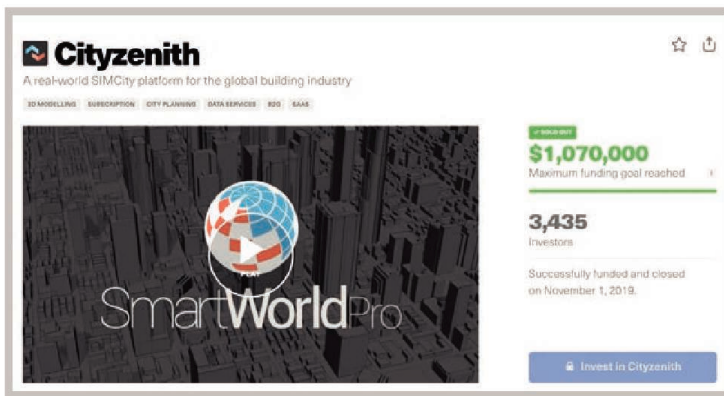 Cityzenith
A real-world SIMCity platform for the global building industry
3D MODELLING SUBSCRIPTION CITY PLANNING DATA SERVICES B2G SAAS
PLAY
SmartWorldPro
✓ SOLD OUT
$1,070,000
Maximum funding goal reached
3,435
Investors
Successfully funded and closed
on November 1, 2019.
Invest in Cityzenith